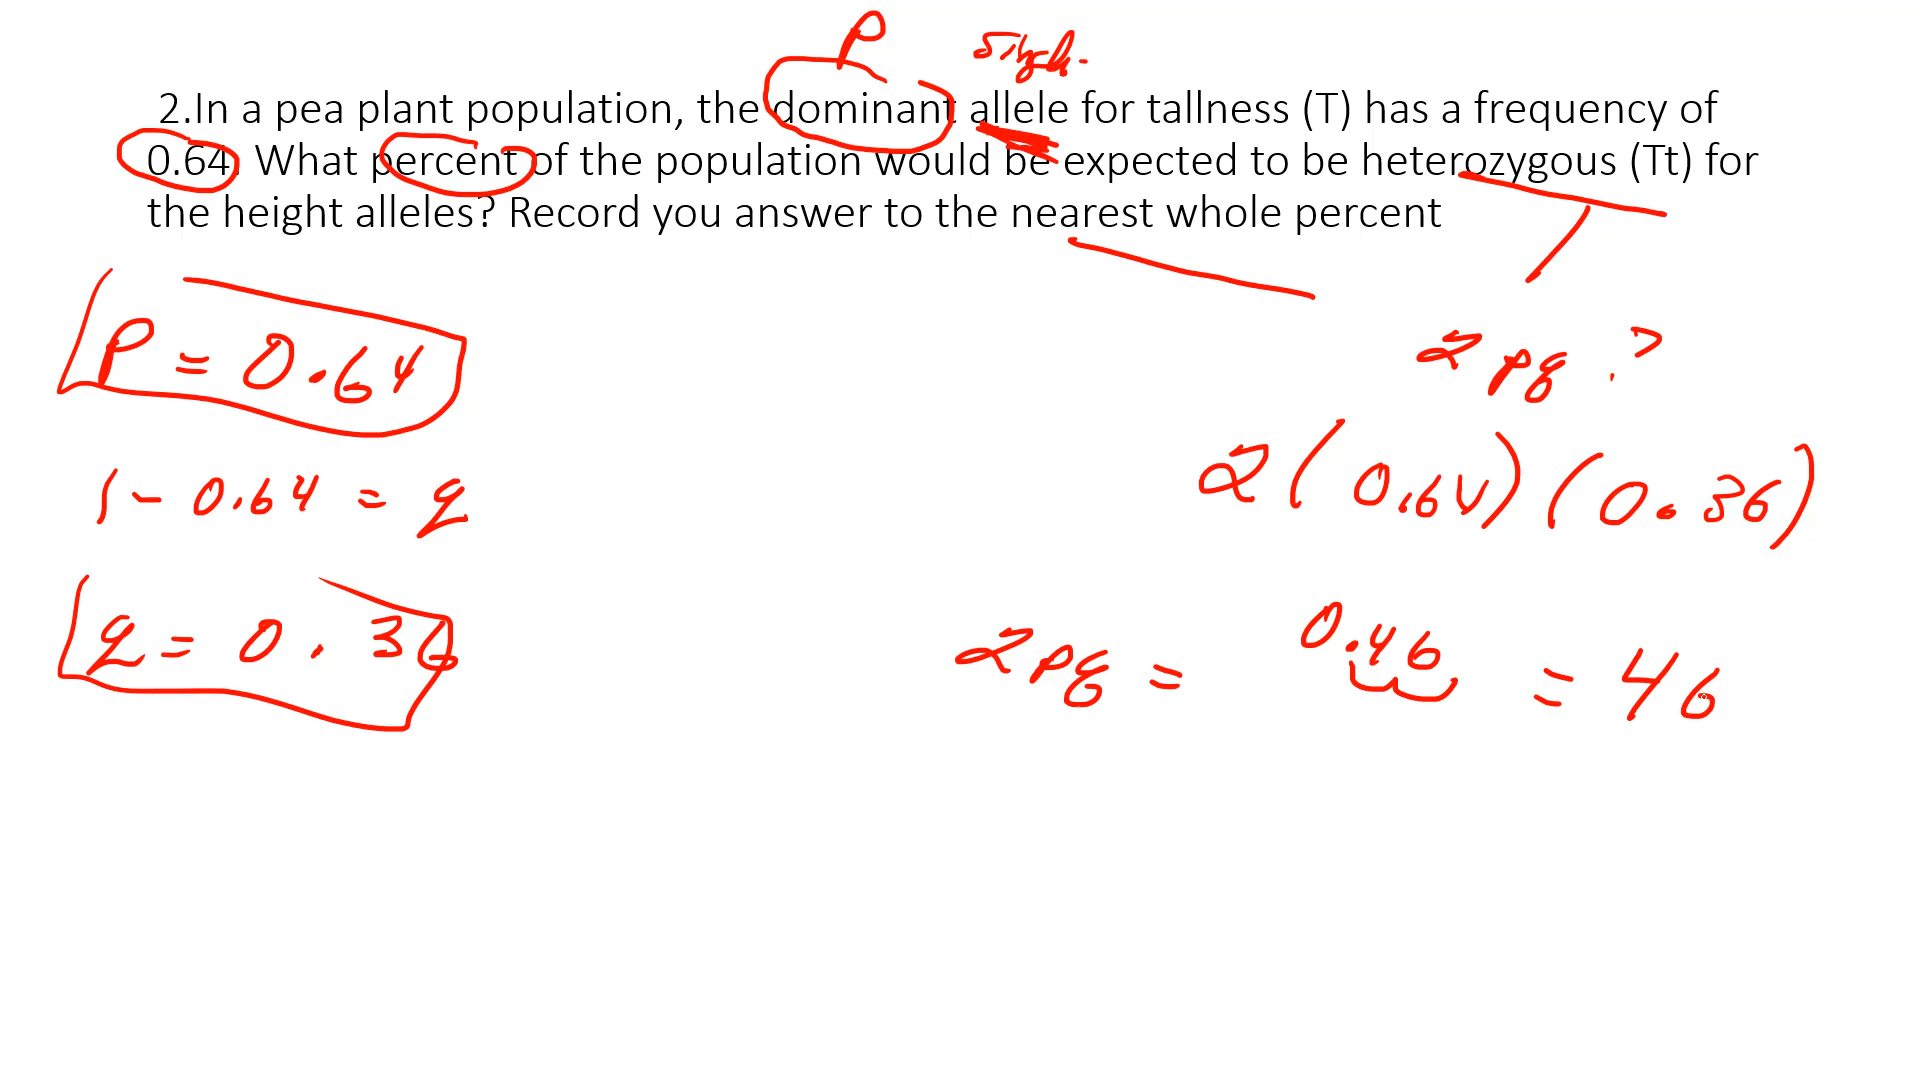 P single
2.In a pea plant population, the dominant allele for tallness (T) has a frequency of
0.64. What percent of the population would be expected to be heterozygous (Tt) for
the height alleles? Record you answer to the nearest whole percent
P = 0.64
2pq ?
1 - 0.64 = q
2(0.64)(0.36)
q = 0.36
2pq = 0.46 = 46